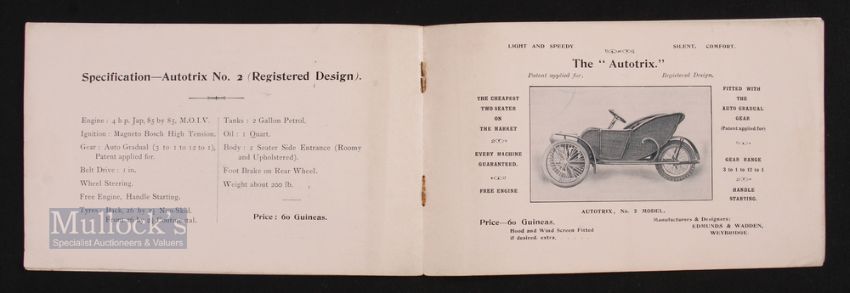 Specification—Autotrix No. 2 (Registered Design).
Engine : 4 h.p. Jap, 85 by 85, M.O.I.V.
Ignition : Magneto Bosch High Tension.
Gear : Auto Gradual (3 to 1 to 12 to 1),
Patent applied for.
Belt Drive : 1 in.
Wheel Steering.
Free Engine, Handle Starting.
Tyres : Back, 26 by
Front 26 by
Tanks : 2 Gallon Petrol.
Oil : 1 Quart.
Body : 2 Seater Side Entrance (Roomy
and Upholstered).
Foot Brake on Rear Wheel.
Weight about 200 lb.
Price : 60 Guineas.
Mullock's
Specialist Auctioneers & Valuers
LIGHT AND SPEEDY
SILENT, COMFORT.
The "Autotrix."
Patent applied for.
Registered Design.
THE CHEAPEST
TWO SEATER
ON
THE MARKET
EVERY MACHINE
GUARANTEED.
FREE ENGINE
FITTED WITH
THE
AUTO GRADUAL
GEAR
(Patent applied for)
GEAR RANGE
3 to 1 to 12 to 1
HANDLE
STARTING.
AUTOTRIX, No. 2 MODEL.
Price—60 Guineas.
Hood and Wind Screen Fitted
if desired, extra. . . . . .
Manufacturers & Designers:
EDMUNDS & WADDEN,
WEYBRIDGE.